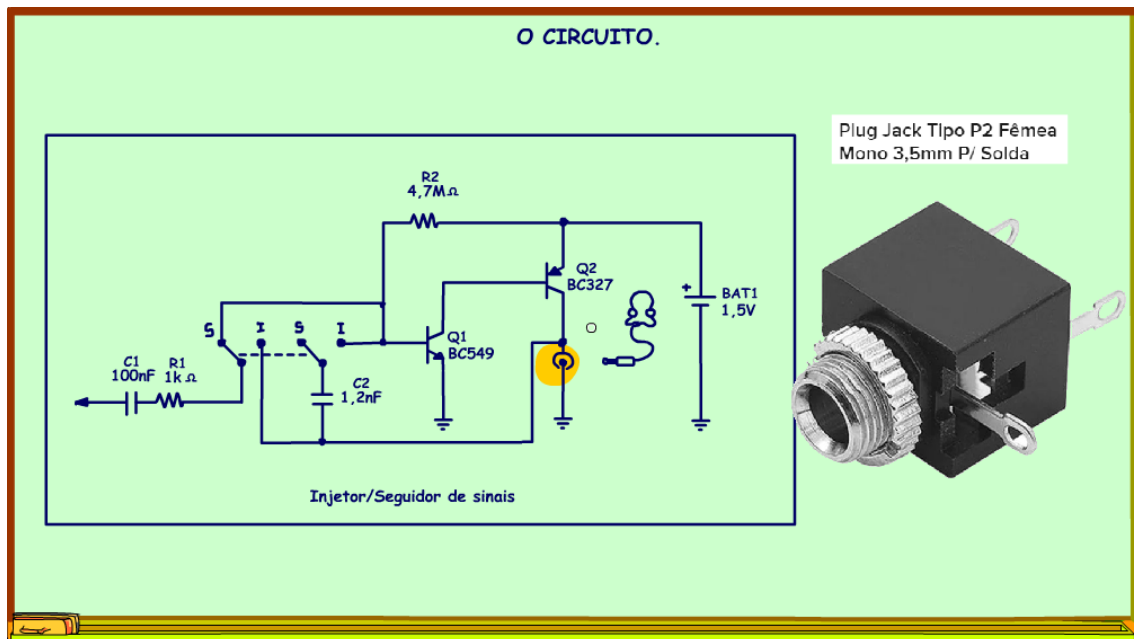 O CIRCUITO.
Plug Jack TIpo P2 Fêmea
Mono 3,5mm P/ Solda
R2
4,7MΩ
Q2
BC327
+ BAT1
1,5V
S I S I
Q1
BC549
C1 R1
100nF 1kΩ
C2
1,2nF
Injetor/Seguidor de sinais